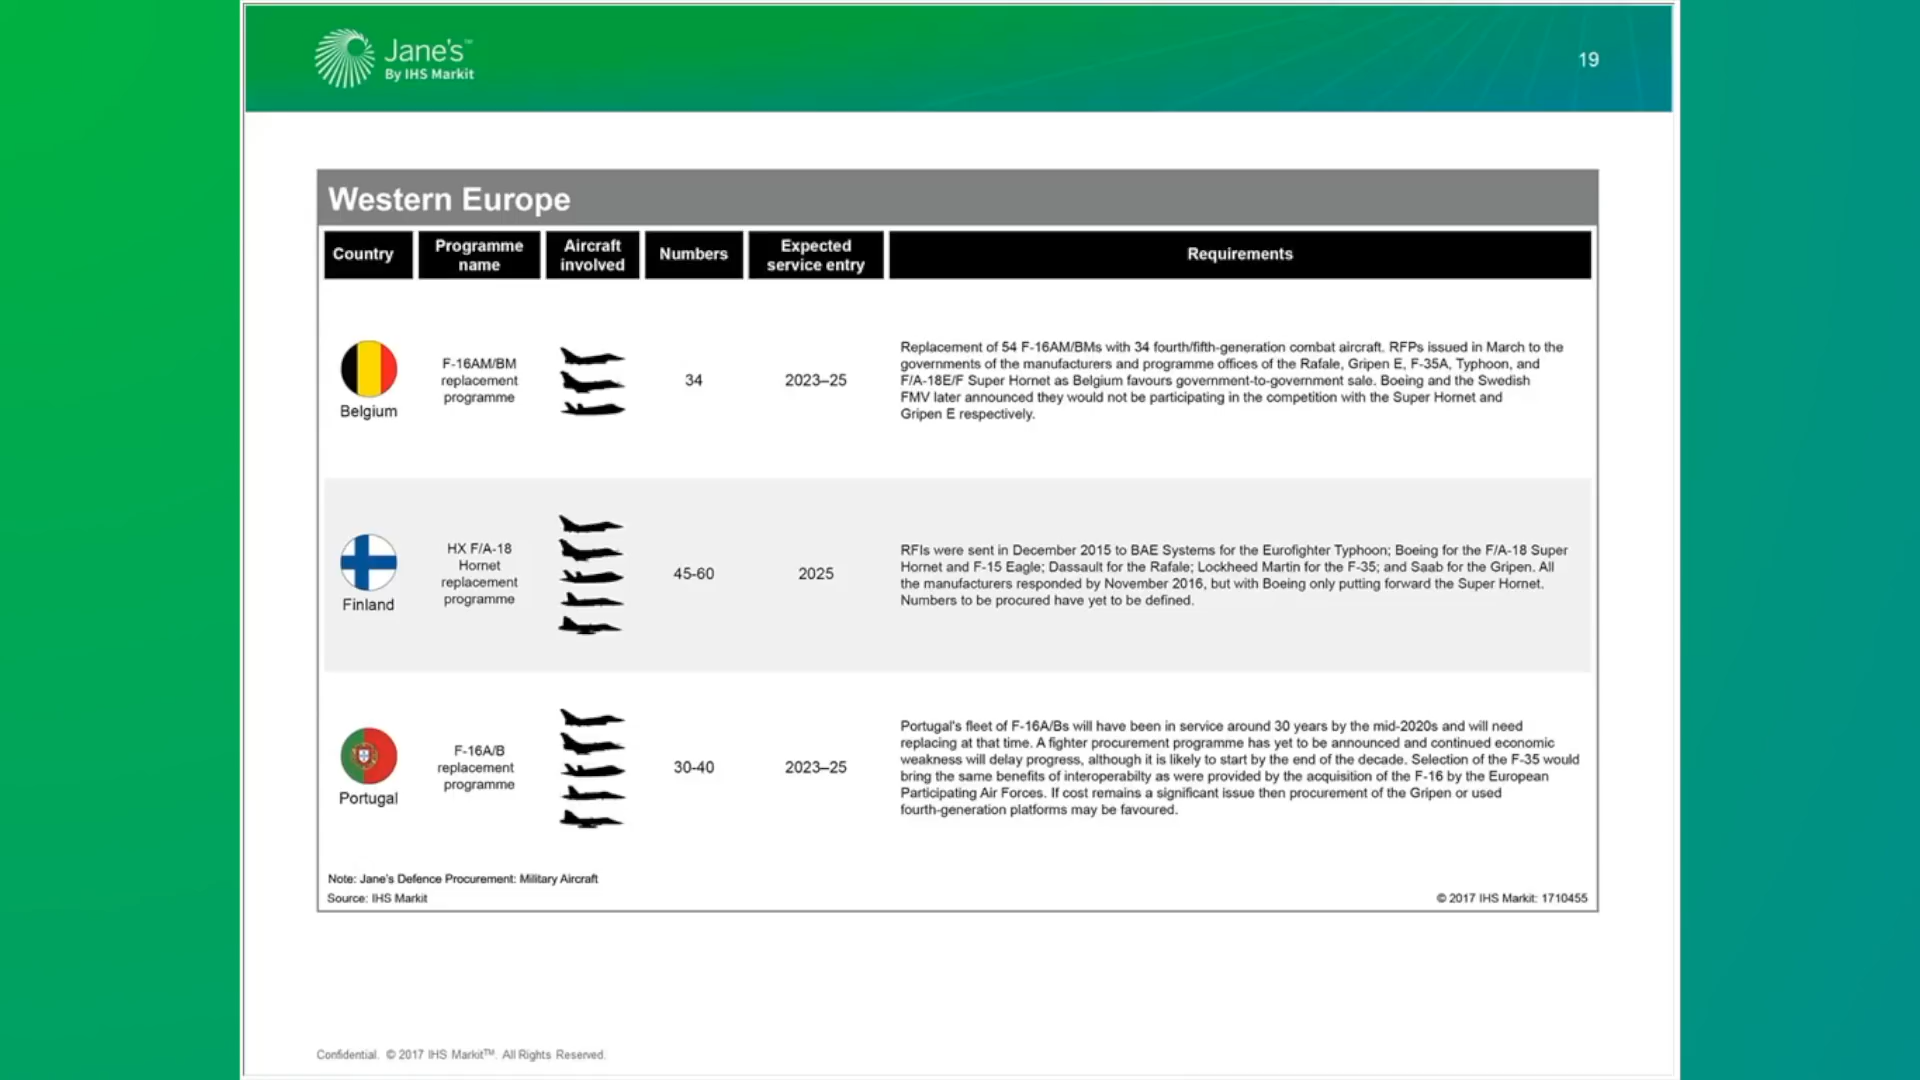 Jane's™
By IHS Markit
19
Western Europe
Country
Programme
name
Aircraft
involved
Numbers
Expected
service entry
Requirements
Belgium
F-16AM/BM
replacement
programme
34
2023–25
Replacement of 54 F-16AM/BMs with 34 fourth/fifth-generation combat aircraft. RFPs issued in March to the
governments of the manufacturers and programme offices of the Rafale, Gripen E, F-35A, Typhoon, and
F/A-18E/F Super Hornet as Belgium favours government-to-government sale. Boeing and the Swedish
FMV later announced they would not be participating in the competition with the Super Hornet and
Gripen E respectively.
Finland
HX F/A-18
Hornet
replacement
programme
45-60
2025
RFIs were sent in December 2015 to BAE Systems for the Eurofighter Typhoon; Boeing for the F/A-18 Super
Hornet and F-15 Eagle; Dassault for the Rafale; Lockheed Martin for the F-35; and Saab for the Gripen. All
the manufacturers responded by November 2016, but with Boeing only putting forward the Super Hornet.
Numbers to be procured have yet to be defined.
Portugal
F-16A/B
replacement
programme
30-40
2023–25
Portugal's fleet of F-16A/Bs will have been in service around 30 years by the mid-2020s and will need
replacing at that time. A fighter procurement programme has yet to be announced and continued economic
weakness will delay progress, although it is likely to start by the end of the decade. Selection of the F-35 would
bring the same benefits of interoperabilty as were provided by the acquisition of the F-16 by the European
Participating Air Forces. If cost remains a significant issue then procurement of the Gripen or used
fourth-generation platforms may be favoured.
Note: Jane's Defence Procurement: Military Aircraft
Source: IHS Markit
© 2017 IHS Markit: 1710455
Confidential. © 2017 IHS Markit™. All Rights Reserved.